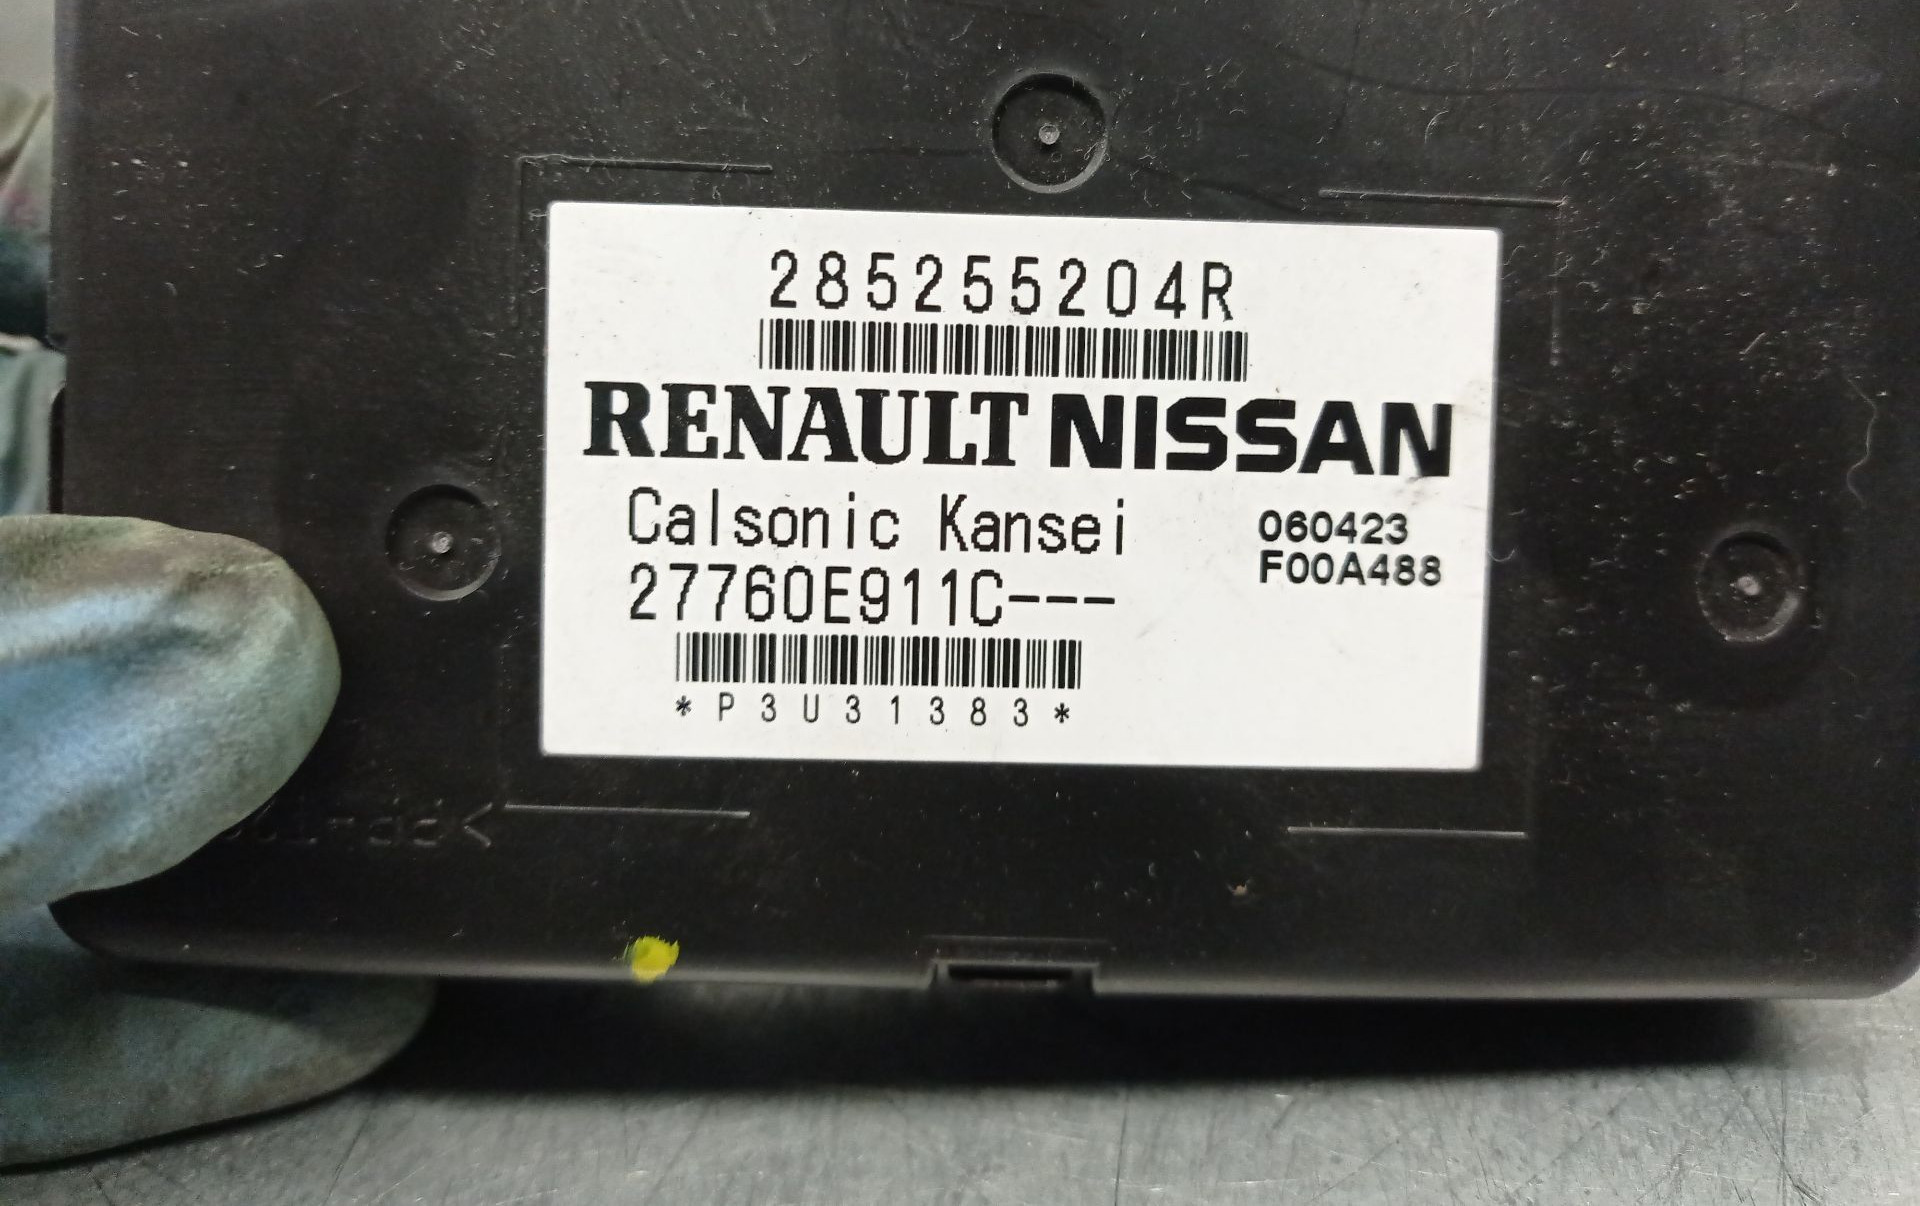 285255204R
RENAULT NISSAN
Calsonic Kansei
27760E911C---
060423
F00A488
*P3U31383*